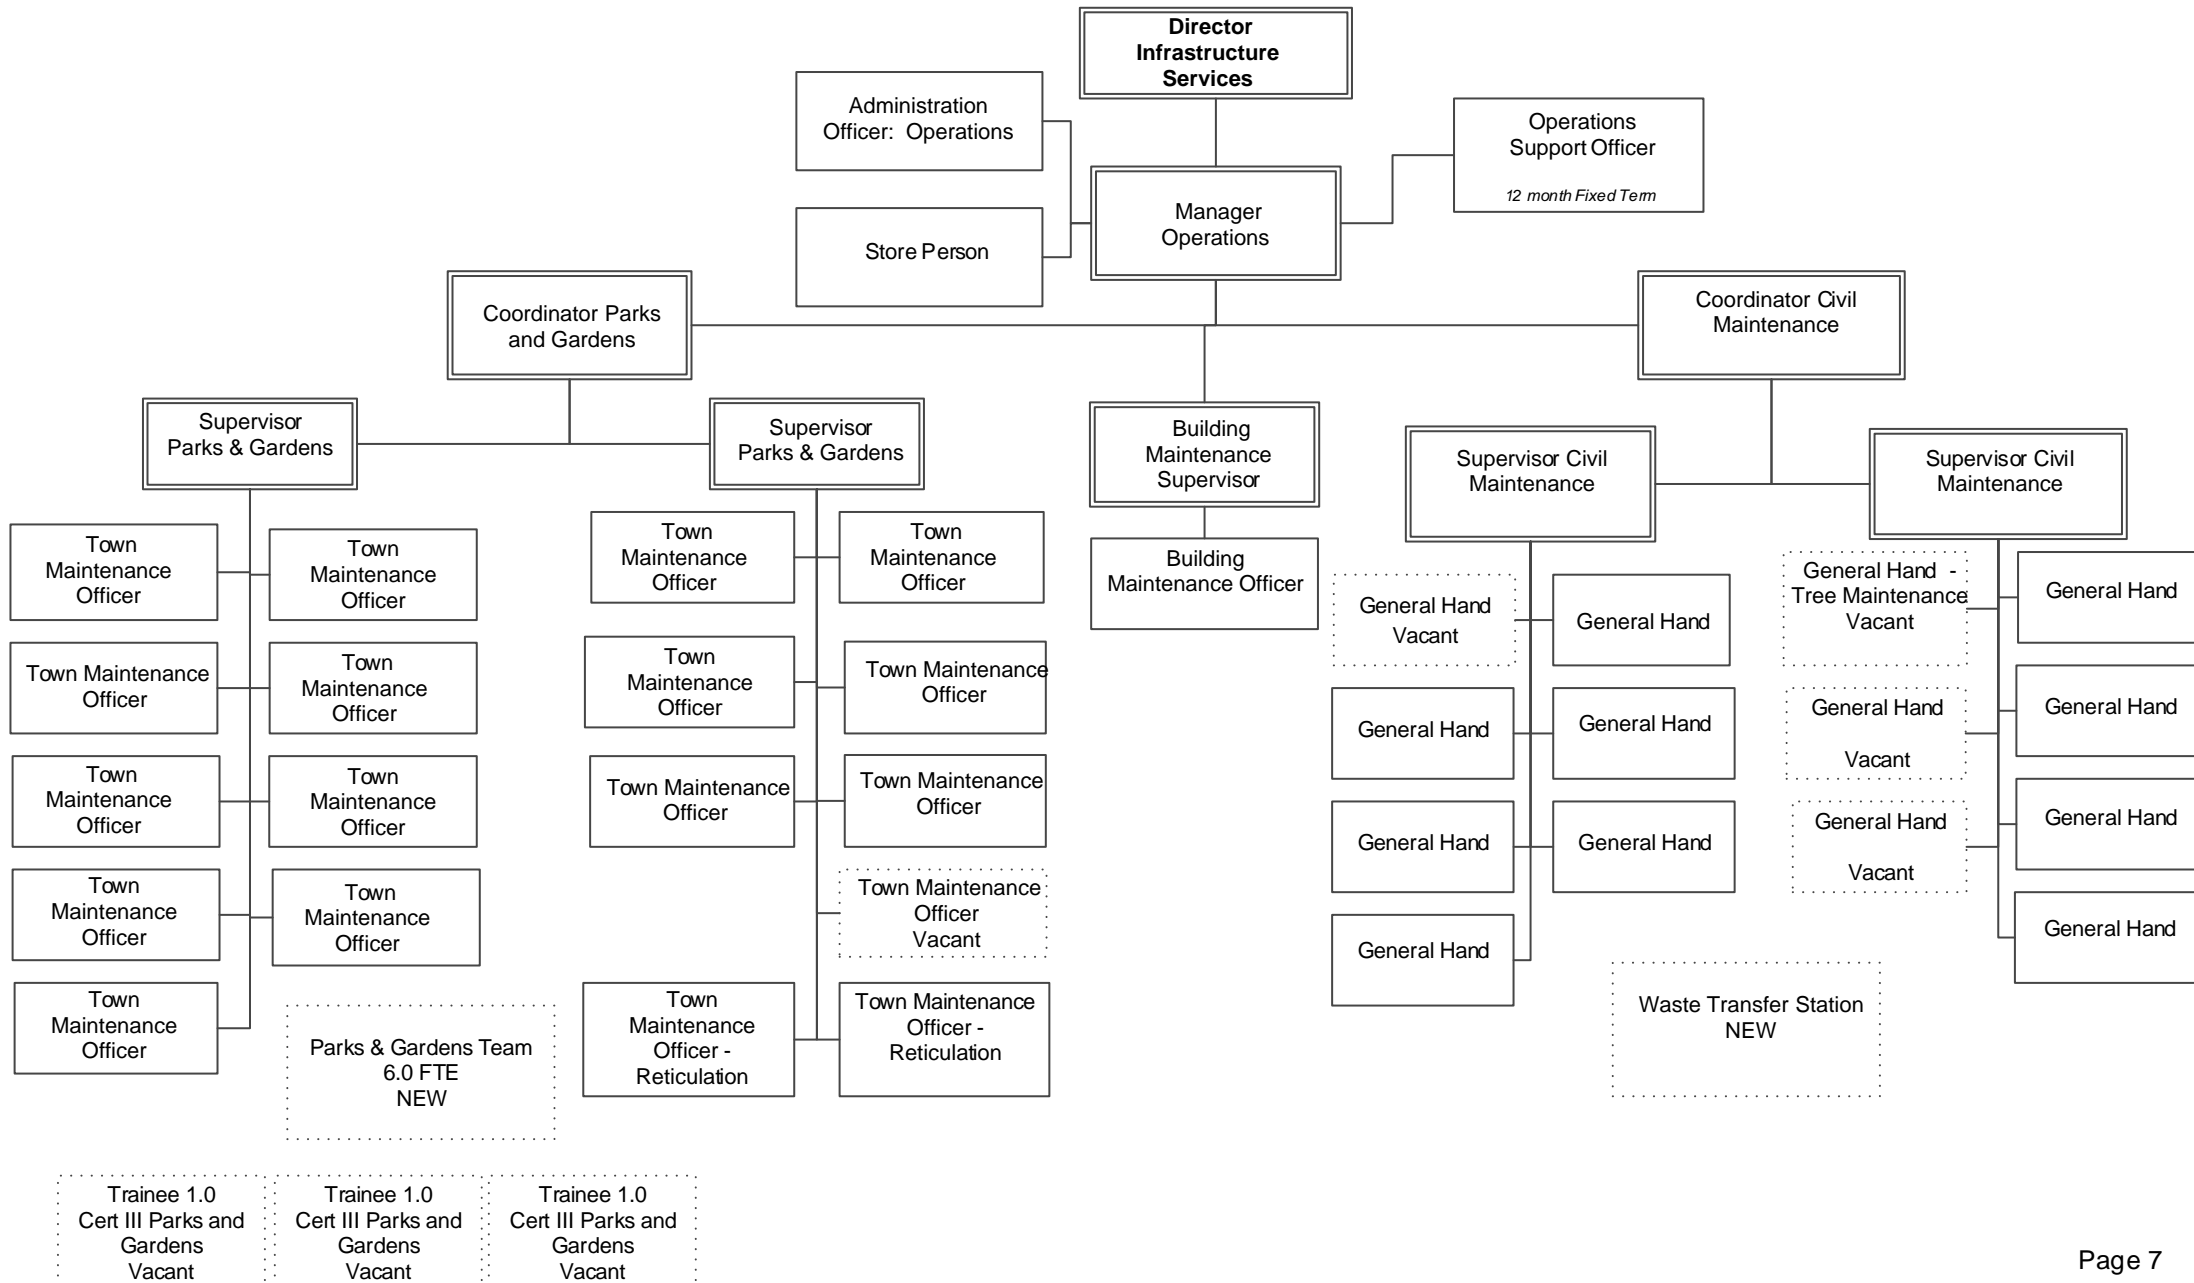 Director
Infrastructure
Services
Administration
Officer: Operations
Operations
Support Officer
12 month Fixed Term
Manager
Operations
Store Person
Coordinator Parks
and Gardens
Coordinator Civil
Maintenance
Supervisor
Parks & Gardens
Supervisor
Parks & Gardens
Building
Maintenance
Supervisor
Supervisor Civil
Maintenance
Supervisor Civil
Maintenance
Town
Maintenance
Officer
Town
Maintenance
Officer
Town Maintenance
Officer
Town
Maintenance
Officer
Town
Maintenance
Officer
Town
Maintenance
Officer
Town
Maintenance
Officer
Town
Maintenance
Officer
Town
Maintenance
Officer
Parks & Gardens Team
6.0 FTE
NEW
Town
Maintenance
Officer
Town
Maintenance
Officer
Town
Maintenance
Officer
Town Maintenance
Officer
Town Maintenance
Officer
Town Maintenance
Officer
Town Maintenance
Officer
Vacant
Town
Maintenance
Officer -
Reticulation
Town Maintenance
Officer -
Reticulation
Building
Maintenance Officer
General Hand
Vacant
General Hand
General Hand
General Hand
General Hand
General Hand
General Hand
General Hand -
Tree Maintenance
Vacant
General Hand
General Hand
Vacant
General Hand
General Hand
Vacant
General Hand
General Hand
Waste Transfer Station
NEW
Trainee 1.0
Cert III Parks and
Gardens
Vacant
Trainee 1.0
Cert III Parks and
Gardens
Vacant
Trainee 1.0
Cert III Parks and
Gardens
Vacant
Page 7